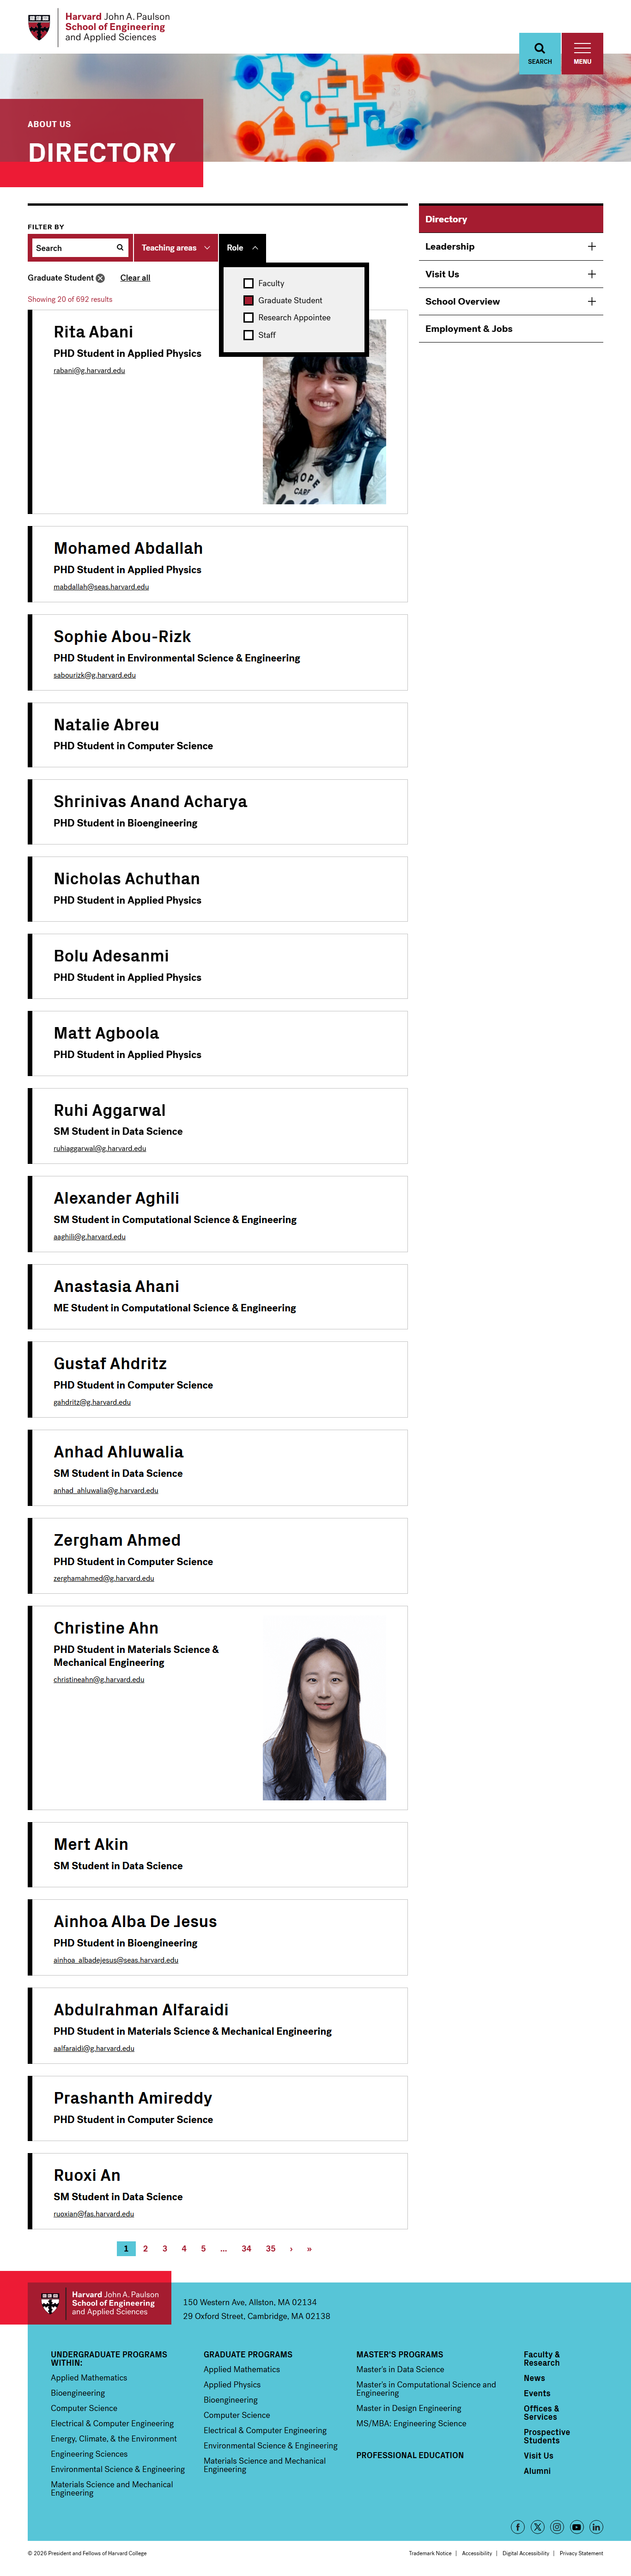 Harvard John A. Paulson
School of Engineering
and Applied Sciences
SEARCH
MENU
ABOUT US
DIRECTORY
FILTER BY
Search
Teaching areas
Role
Graduate Student
Clear all
Faculty
Graduate Student
Research Appointee
Staff
Showing 20 of 692 results
Directory
Leadership
Visit Us
School Overview
Employment & Jobs
Rita Abani
PHD Student in Applied Physics
rabani@g.harvard.edu
Mohamed Abdallah
PHD Student in Applied Physics
mabdallah@seas.harvard.edu
Sophie Abou-Rizk
PHD Student in Environmental Science & Engineering
sabourizk@g.harvard.edu
Natalie Abreu
PHD Student in Computer Science
Shrinivas Anand Acharya
PHD Student in Bioengineering
Nicholas Achuthan
PHD Student in Applied Physics
Bolu Adesanmi
PHD Student in Applied Physics
Matt Agboola
PHD Student in Applied Physics
Ruhi Aggarwal
SM Student in Data Science
ruhiaggarwal@g.harvard.edu
Alexander Aghili
SM Student in Computational Science & Engineering
aaghili@g.harvard.edu
Anastasia Ahani
ME Student in Computational Science & Engineering
Gustaf Ahdritz
PHD Student in Computer Science
gahdritz@g.harvard.edu
Anhad Ahluwalia
SM Student in Data Science
anhad_ahluwalia@g.harvard.edu
Zergham Ahmed
PHD Student in Computer Science
zerghamahmed@g.harvard.edu
Christine Ahn
PHD Student in Materials Science &
Mechanical Engineering
christineahn@g.harvard.edu
Mert Akin
SM Student in Data Science
Ainhoa Alba De Jesus
PHD Student in Bioengineering
ainhoa_albadejesus@seas.harvard.edu
Abdulrahman Alfaraidi
PHD Student in Materials Science & Mechanical Engineering
aalfaraidi@g.harvard.edu
Prashanth Amireddy
PHD Student in Computer Science
Ruoxi An
SM Student in Data Science
ruoxian@fas.harvard.edu
1 2 3 4 5 … 34 35 › »
Harvard John A. Paulson
School of Engineering
and Applied Sciences
150 Western Ave, Allston, MA 02134
29 Oxford Street, Cambridge, MA 02138
UNDERGRADUATE PROGRAMS
WITHIN:
Applied Mathematics
Bioengineering
Computer Science
Electrical & Computer Engineering
Energy, Climate, & the Environment
Engineering Sciences
Environmental Science & Engineering
Materials Science and Mechanical
Engineering
GRADUATE PROGRAMS
Applied Mathematics
Applied Physics
Bioengineering
Computer Science
Electrical & Computer Engineering
Environmental Science & Engineering
Materials Science and Mechanical
Engineering
MASTER'S PROGRAMS
Master's in Data Science
Master's in Computational Science and
Engineering
Master in Design Engineering
MS/MBA: Engineering Science
PROFESSIONAL EDUCATION
Faculty &
Research
News
Events
Offices &
Services
Prospective
Students
Visit Us
Alumni
© 2026 President and Fellows of Harvard College
Trademark Notice | Accessibility | Digital Accessibility | Privacy Statement